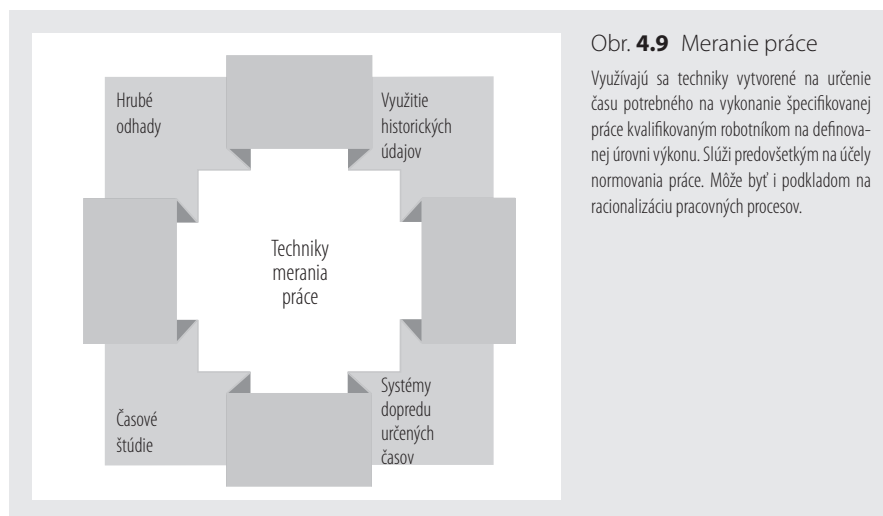 Hrubé
odhady
Využitie
historických
údajov
Techniky
merania
práce
Časové
štúdie
Systémy
dopredu
určených
časov
Obr. 4.9 Meranie práce
Využívajú sa techniky vytvorené na určenie
času potrebného na vykonanie špecifikovanej
práce kvalifikovaným robotníkom na definova-
nej úrovni výkonu. Slúži predovšetkým na účely
normovania práce. Môže byť i podkladom na
racionalizáciu pracovných procesov.